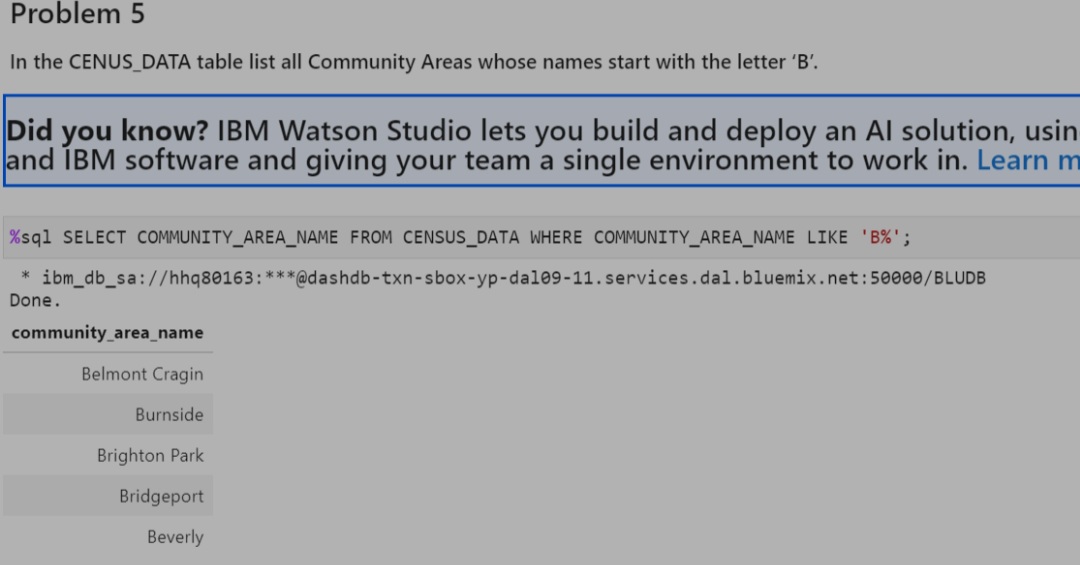 Problem 5
In the CENUS_DATA table list all Community Areas whose names start with the letter ‘B’.
Did you know? IBM Watson Studio lets you build and deploy an AI solution, usin
and IBM software and giving your team a single environment to work in. Learn m
%sql SELECT COMMUNITY_AREA_NAME FROM CENSUS_DATA WHERE COMMUNITY_AREA_NAME LIKE 'B%';
* ibm_db_sa://hhq80163:***@dashdb-txn-sbox-yp-dal09-11.services.dal.bluemix.net:50000/BLUDB
Done.
community_area_name
Belmont Cragin
Burnside
Brighton Park
Bridgeport
Beverly